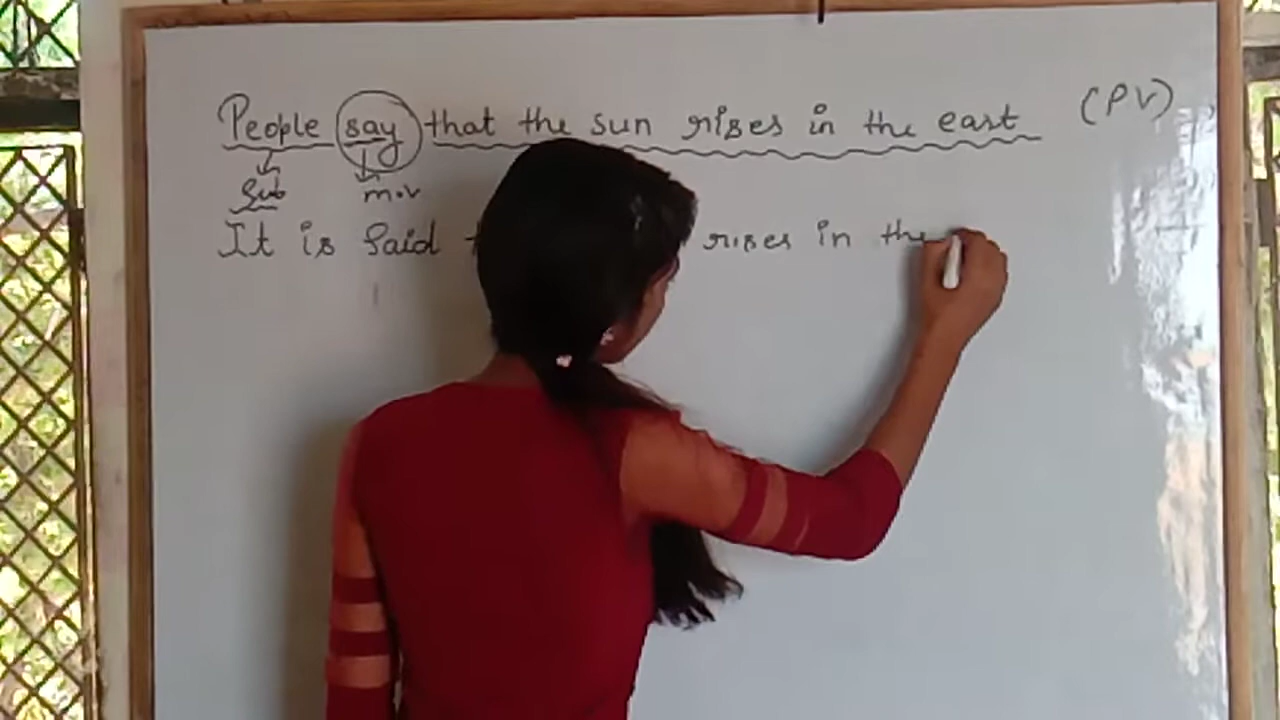 People say that the sun rises in the east (PV)
Sub m.v
It is Said rises in the